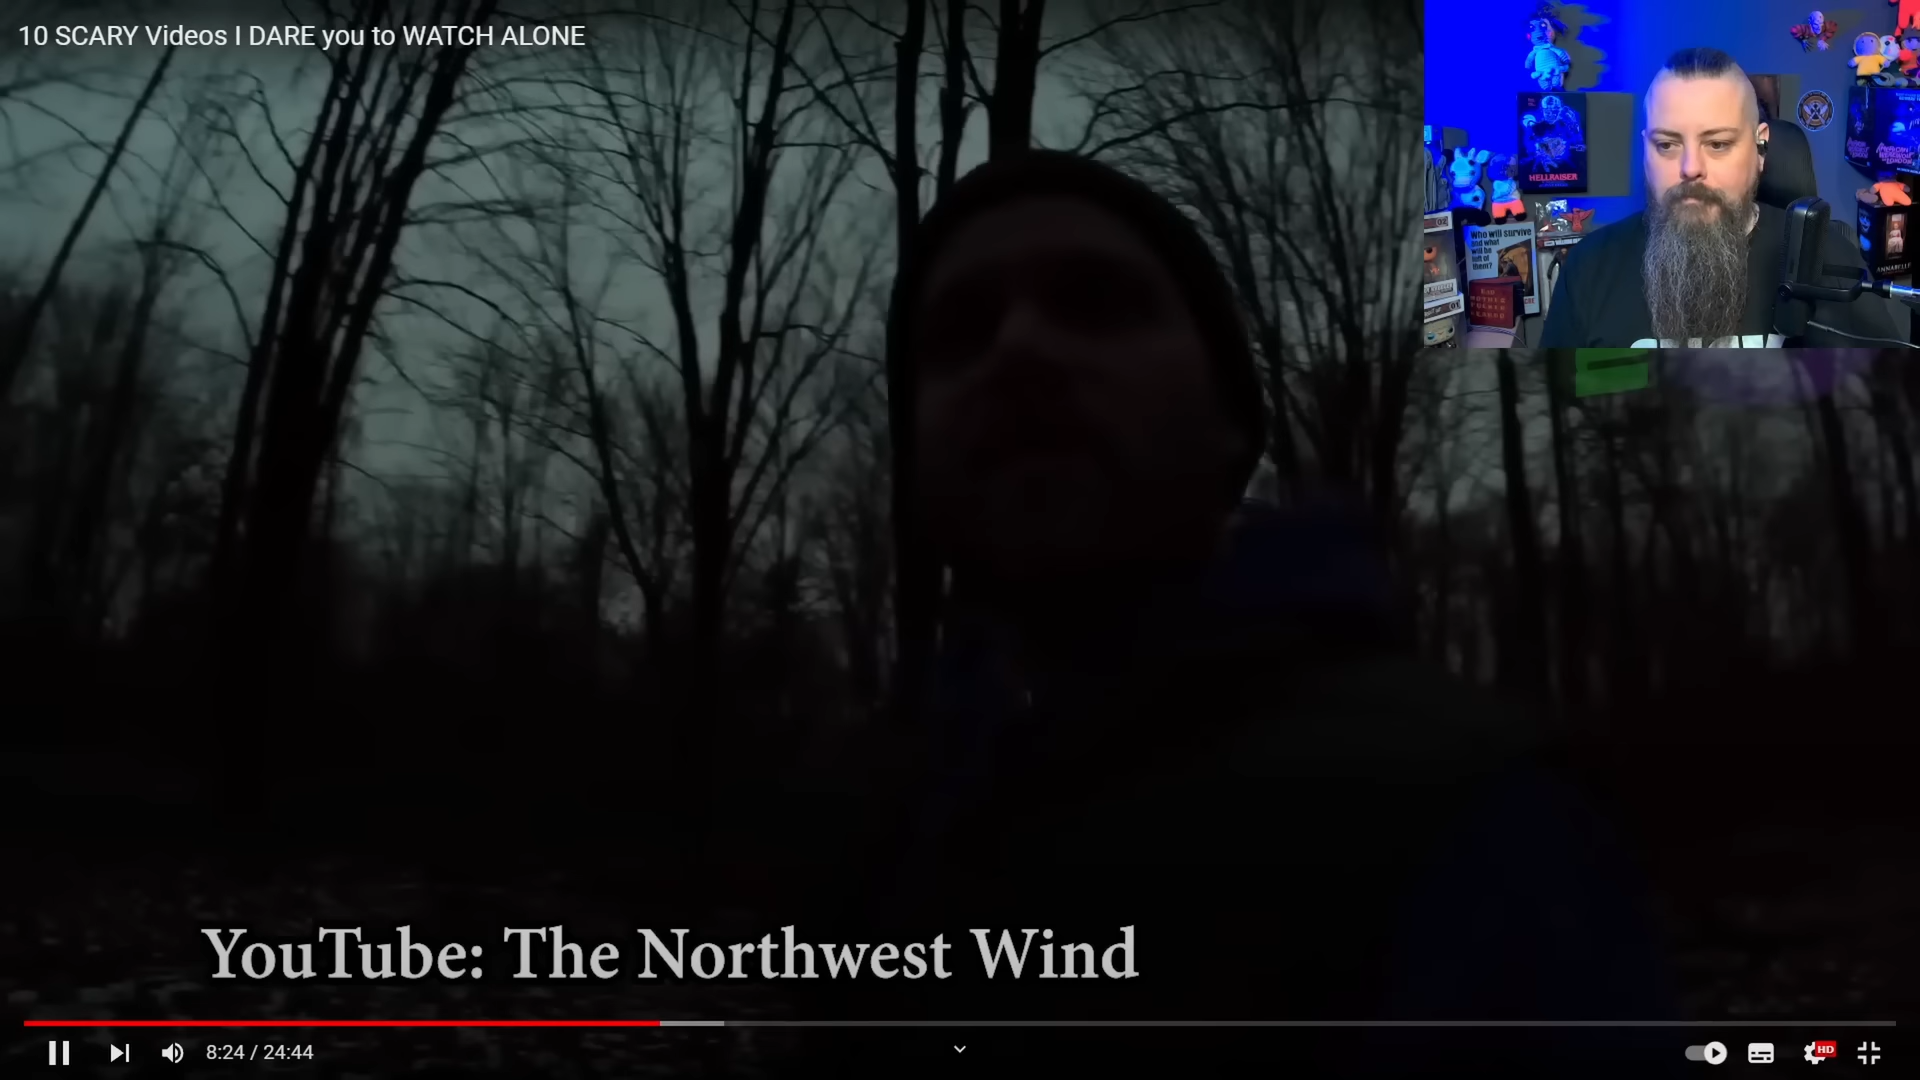 10 SCARY Videos I DARE you to WATCH ALONE
HELLRAISER
Who will survive
and what
will be
left of
them?
ANNABELLE
YouTube: The Northwest Wind
8:24 / 24:44
HD